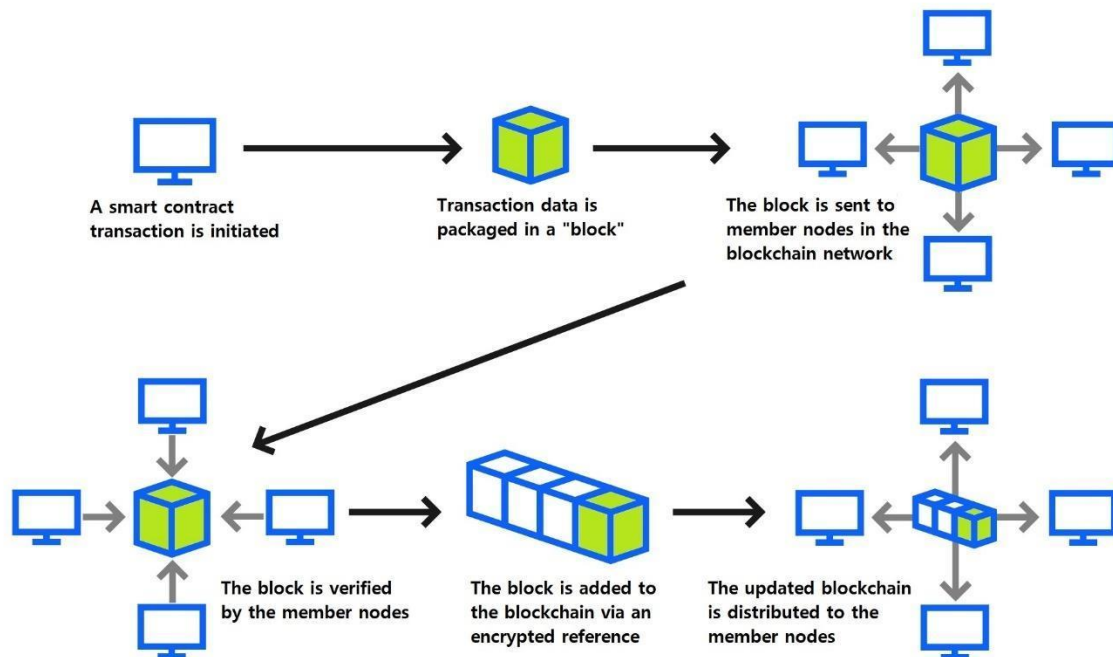 A smart contract
transaction is initiated
Transaction data is
packaged in a "block"
The block is sent to
member nodes in the
blockchain network
The block is verified
by the member nodes
The block is added to
the blockchain via an
encrypted reference
The updated blockchain
is distributed to the
member nodes